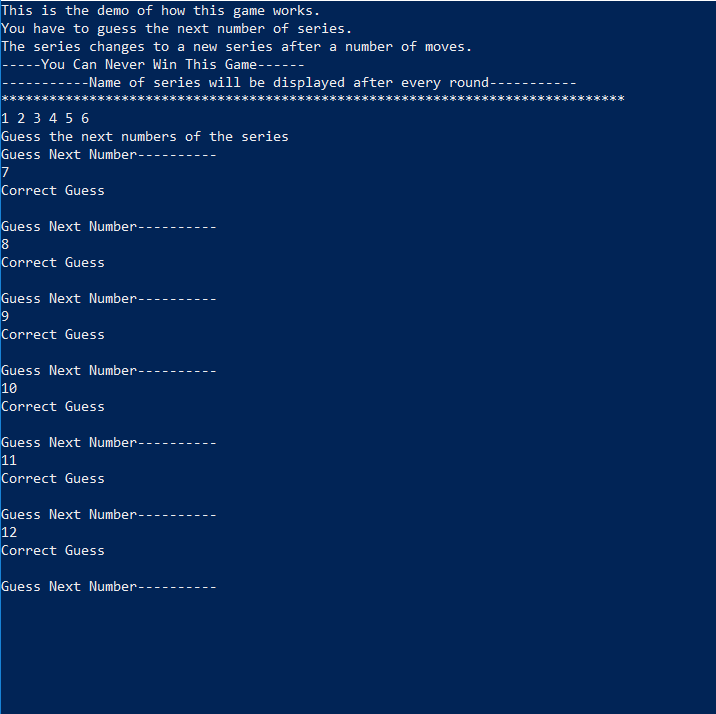 This is the demo of how this game works.
You have to guess the next number of series.
The series changes to a new series after a number of moves.
-----You Can Never Win This Game------
-----------Name of series will be displayed after every round-----------
******************************************************************************
1 2 3 4 5 6
Guess the next numbers of the series
Guess Next Number----------
7
Correct Guess
Guess Next Number----------
8
Correct Guess
Guess Next Number----------
9
Correct Guess
Guess Next Number----------
10
Correct Guess
Guess Next Number----------
11
Correct Guess
Guess Next Number----------
12
Correct Guess
Guess Next Number----------